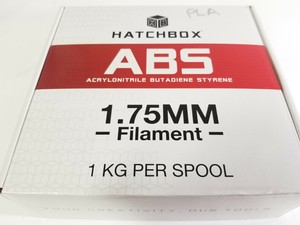 PLA
HATCHBOX
ABS
ACRYLONITRILE BUTADIENE STYRENE
1.75MM
- Filament -
1 KG PER SPOOL